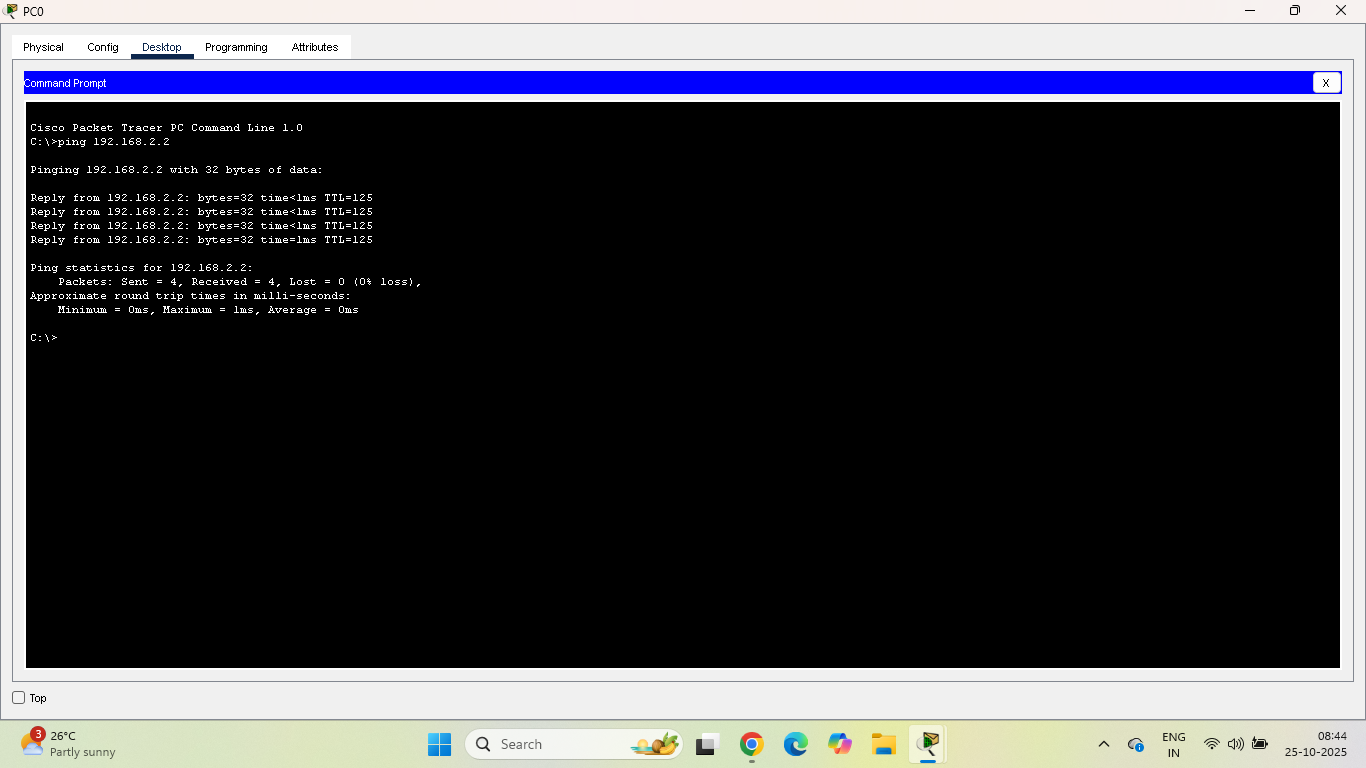 PC0
Physical Config Desktop Programming Attributes
Command Prompt X
Cisco Packet Tracer PC Command Line 1.0
C:\>ping 192.168.2.2
Pinging 192.168.2.2 with 32 bytes of data:
Reply from 192.168.2.2: bytes=32 time<1ms TTL=125
Reply from 192.168.2.2: bytes=32 time<1ms TTL=125
Reply from 192.168.2.2: bytes=32 time<1ms TTL=125
Reply from 192.168.2.2: bytes=32 time=1ms TTL=125
Ping statistics for 192.168.2.2:
Packets: Sent = 4, Received = 4, Lost = 0 (0% loss),
Approximate round trip times in milli-seconds:
Minimum = 0ms, Maximum = 1ms, Average = 0ms
C:\>
Top
3 26°C
Partly sunny
Search
ENG
IN
08:44
25-10-2025